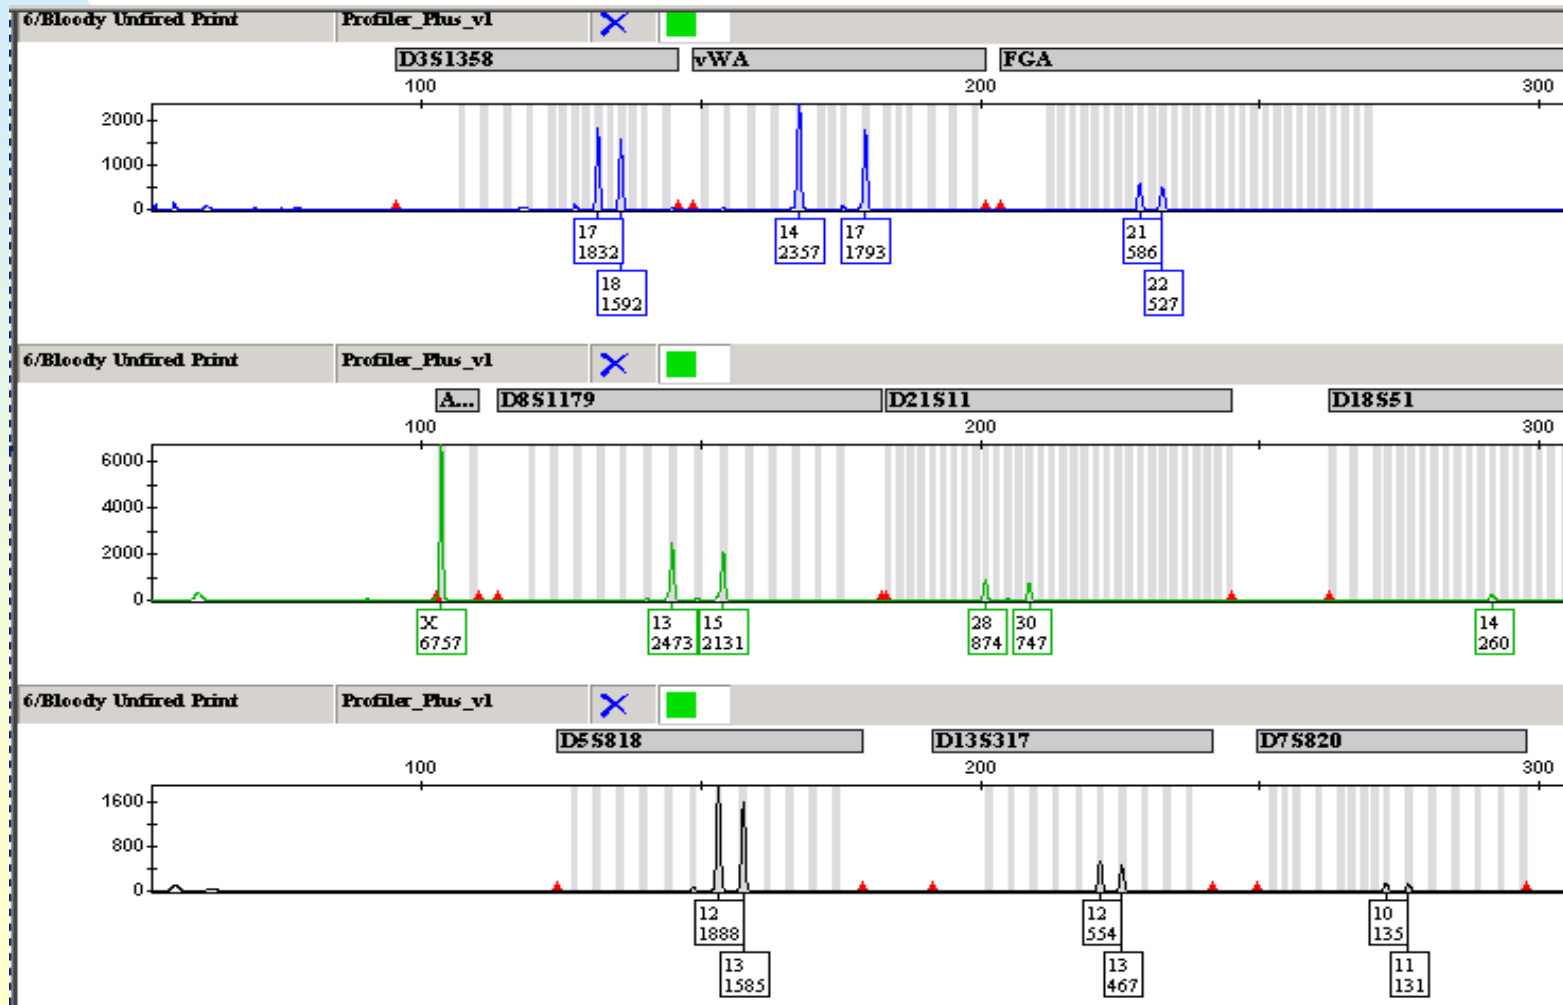 6/Bloody Unfired Print Profiler_Plus_v1
D3S1358 vWA FGA
100 200 300
2000
1000
0
17 14 17 21
1832 2357 1793 586
18 22
1592 527
6/Bloody Unfired Print Profiler_Plus_v1
A... D8S1179 D21S11 D18S51
100 200 300
6000
4000
2000
0
X 13 15 28 30 14
6757 2473 2131 874 747 260
6/Bloody Unfired Print Profiler_Plus_v1
D5S818 D13S317 D7S820
100 200 300
1600
800
0
12 12 10
1888 554 135
13 13 11
1585 467 131